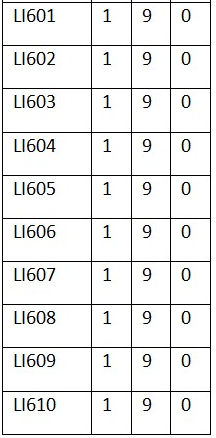 LI601 1 9 0
LI602 1 9 0
LI603 1 9 0
LI604 1 9 0
LI605 1 9 0
LI606 1 9 0
LI607 1 9 0
LI608 1 9 0
LI609 1 9 0
LI610 1 9 0